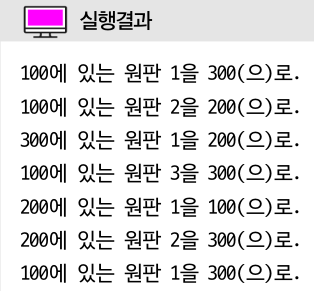 실행결과
100에 있는 원판 1을 300(으)로.
100에 있는 원판 2을 200(으)로.
300에 있는 원판 1을 200(으)로.
100에 있는 원판 3을 300(으)로.
200에 있는 원판 1을 100(으)로.
200에 있는 원판 2을 300(으)로.
100에 있는 원판 1을 300(으)로.